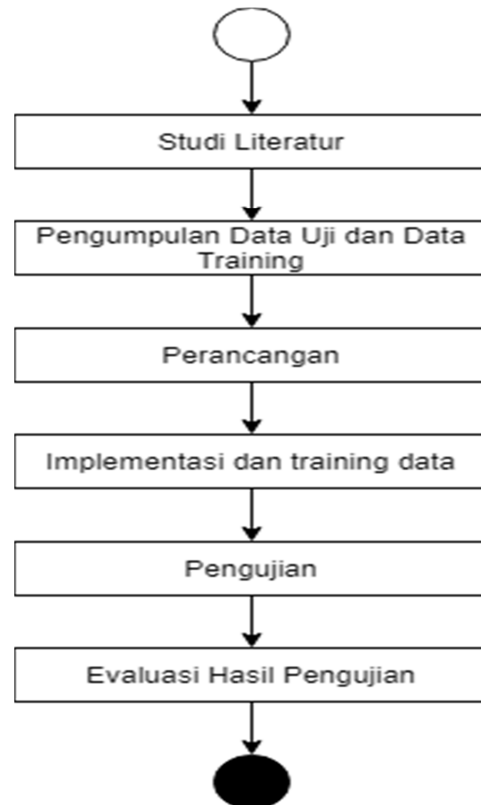 Studi Literatur
Pengumpulan Data Uji dan Data
Training
Perancangan
Implementasi dan training data
Pengujian
Evaluasi Hasil Pengujian